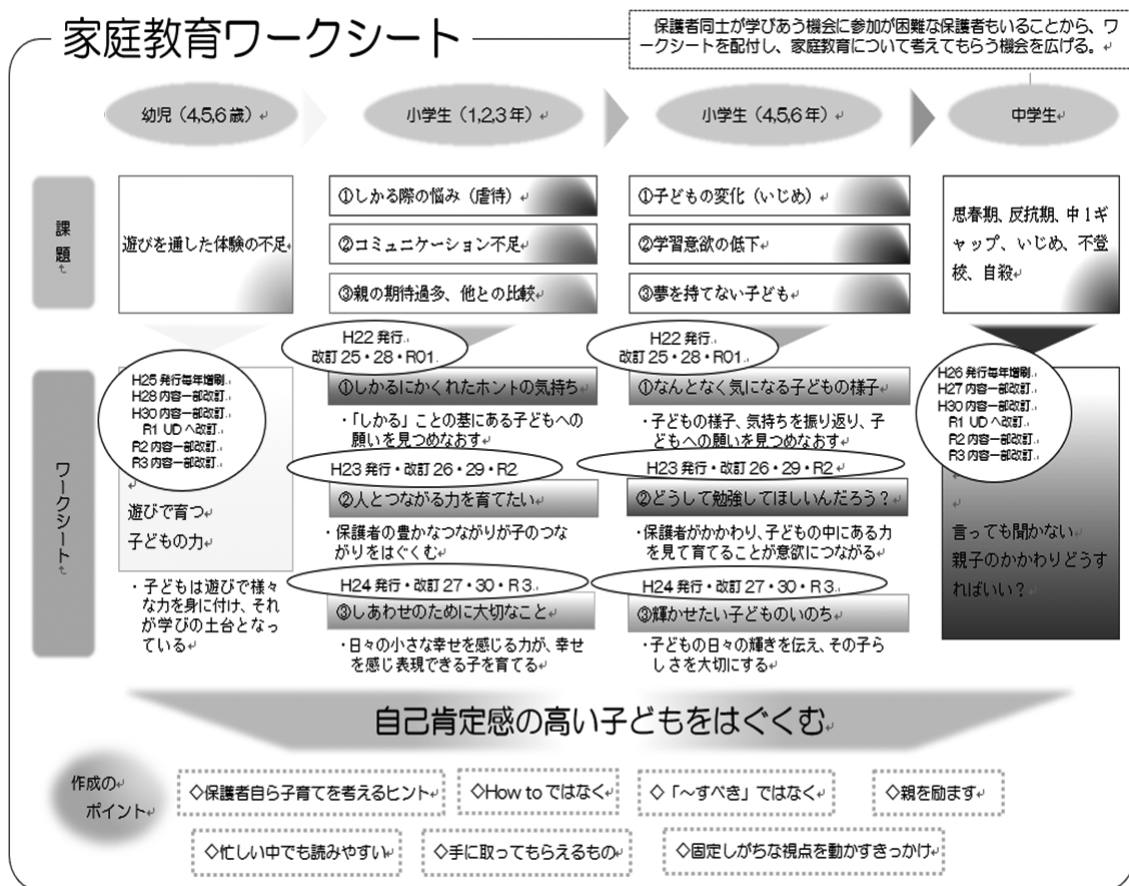 家庭教育ワークシート
保護者同士が学びあう機会に参加が困難な保護者もいることから、ワ
ークシートを配付し、家庭教育について考えてもらう機会を広げる。
幼児（4,5,6歳）
小学生（1,2,3年）
小学生（4,5,6年）
中学生
課題
遊びを通した体験の不足
①しかる際の悩み（虐待）
②コミュニケーション不足
③親の期待過多、他との比較
①子どもの変化（いじめ）
②学習意欲の低下
③夢を持てない子ども
思春期、反抗期、中1ギ
ャップ、いじめ、不登
校、自殺
ワークシート
H25発行毎年増刷
H28内容一部改訂
H30内容一部改訂
R1 UDへ改訂
R2内容一部改訂
R3内容一部改訂
遊びで育つ
子どもの力
・子どもは遊びで様々
な力を身に付け、それ
が学びの土台となっ
ている
H22発行
改訂25・28・R01
①しかるにかくれたホントの気持ち
・「しかる」ことの基にある子どもへの
願いを見つめなおす
H23発行・改訂26・29・R2
②人とつながる力を育てたい
・保護者の豊かなつながりが子のつな
がりをはぐくむ
H24発行・改訂27・30・R3
③しあわせのために大切なこと
・日々の小さな幸せを感じる力が、幸せ
を感じ表現できる子を育てる
H22発行
改訂25・28・R01
①なんとなく気になる子どもの様子
・子どもの様子、気持ちを振り返り、子
どもへの願いを見つめなおす
H23発行・改訂26・29・R2
②どうして勉強してほしいんだろう？
・保護者がかかわり、子どもの中にある力
を見て育てることが意欲につながる
H24発行・改訂27・30・R3
③輝かせたい子どものいのち
・子どもの日々の輝きを伝え、その子ら
しさを大切にする
H26発行毎年増刷
H27内容一部改訂
H30内容一部改訂
R1 UDへ改訂
R2内容一部改訂
R3内容一部改訂
言っても聞かない
親子のかかわりどうす
ればいい？
自己肯定感の高い子どもをはぐくむ
作成の
ポイント
◇保護者自ら子育てを考えるヒント
◇How toではなく
◇「～すべき」ではなく
◇親を励ます
◇忙しい中でも読みやすい
◇手に取ってもらえるもの
◇固定しがちな視点を動かすきっかけ